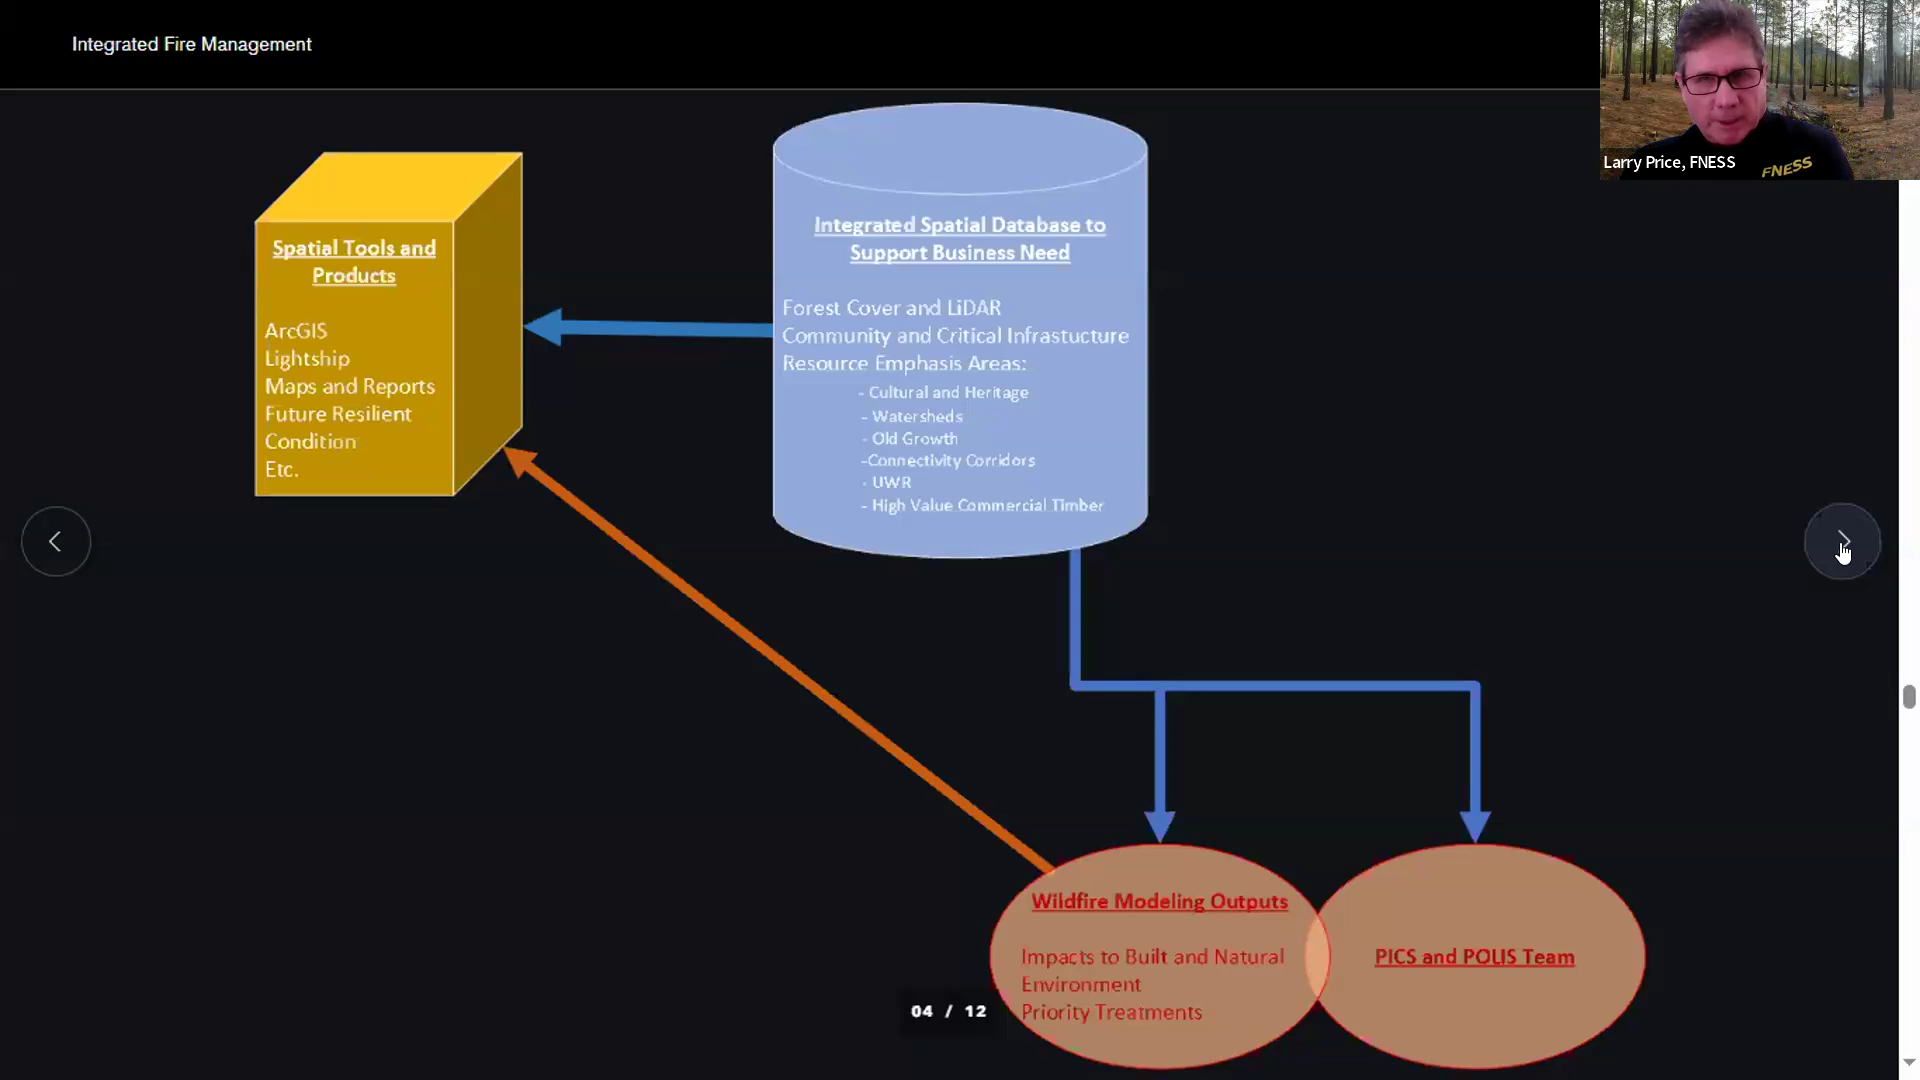 Integrated Fire Management
Larry Price, FNESS
FNESS
Spatial Tools and
Products
ArcGIS
Lightship
Maps and Reports
Future Resilient
Condition
Etc.
Integrated Spatial Database to
Support Business Need
Forest Cover and LiDAR
Community and Critical Infrastucture
Resource Emphasis Areas:
- Cultural and Heritage
- Watersheds
- Old Growth
-Connectivity Corridors
- UWR
- High Value Commercial Timber
Wildfire Modeling Outputs
Impacts to Built and Natural
Environment
Priority Treatments
PICS and POLIS Team
04 / 12